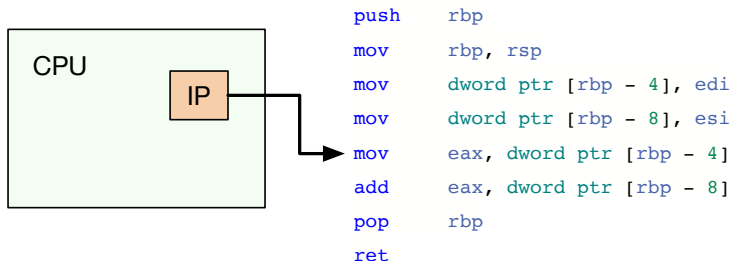 CPU
IP
push rbp
mov rbp, rsp
mov dword ptr [rbp - 4], edi
mov dword ptr [rbp - 8], esi
mov eax, dword ptr [rbp - 4]
add eax, dword ptr [rbp - 8]
pop rbp
ret